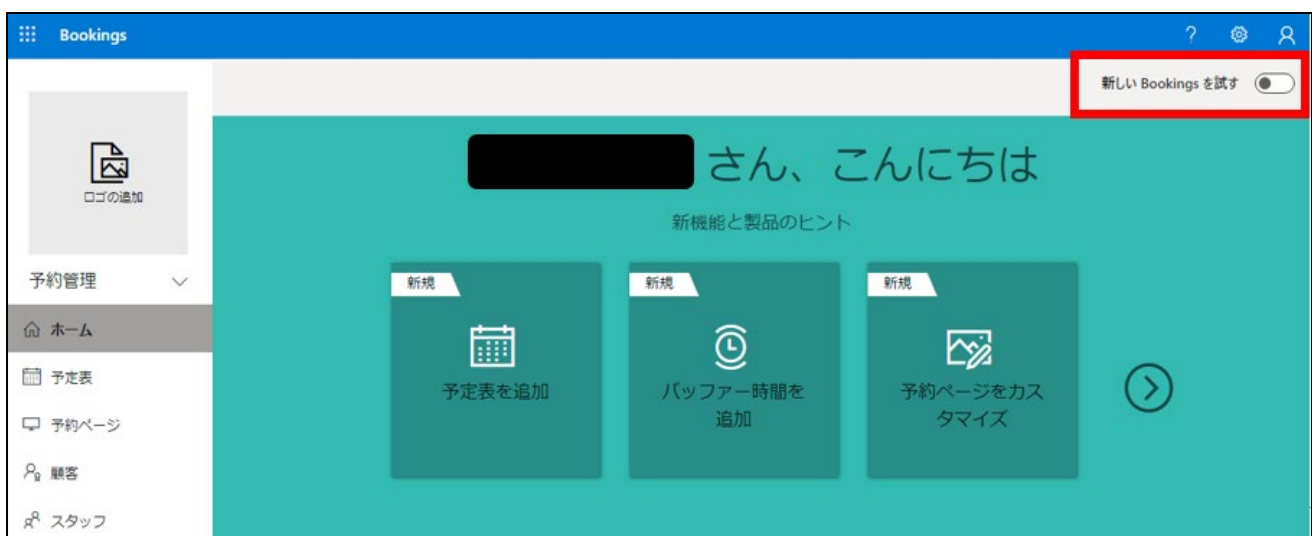 Bookings
?
新しい Bookings を試す
ロゴの追加
予約管理
ホーム
予定表
予約ページ
顧客
スタッフ
さん、こんにちは
新機能と製品のヒント
新規
予定表を追加
新規
バッファー時間を
追加
新規
予約ページをカス
タマイズ